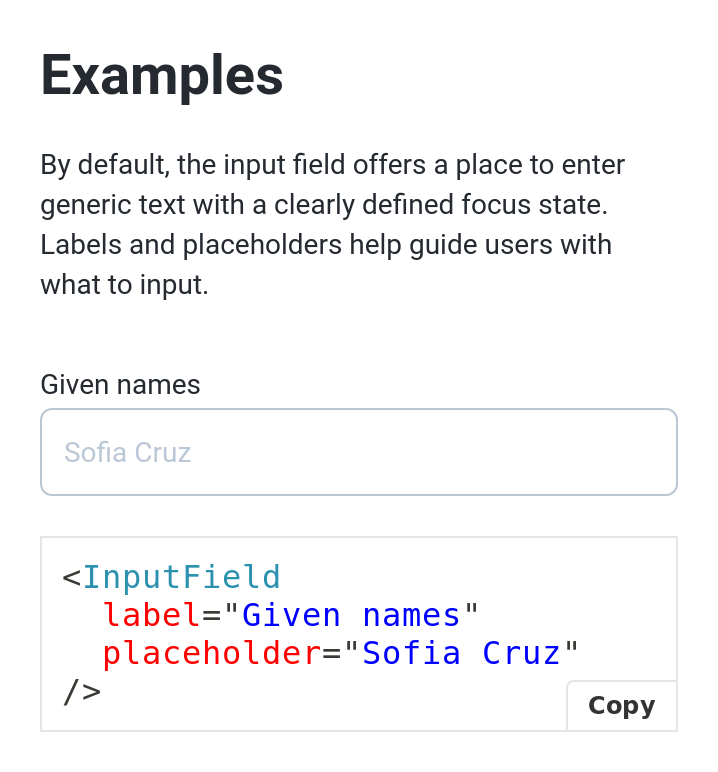 Examples
By default, the input field offers a place to enter
generic text with a clearly defined focus state.
Labels and placeholders help guide users with
what to input.
Given names
Sofia Cruz
<InputField
  label="Given names"
  placeholder="Sofia Cruz"
/>
Copy